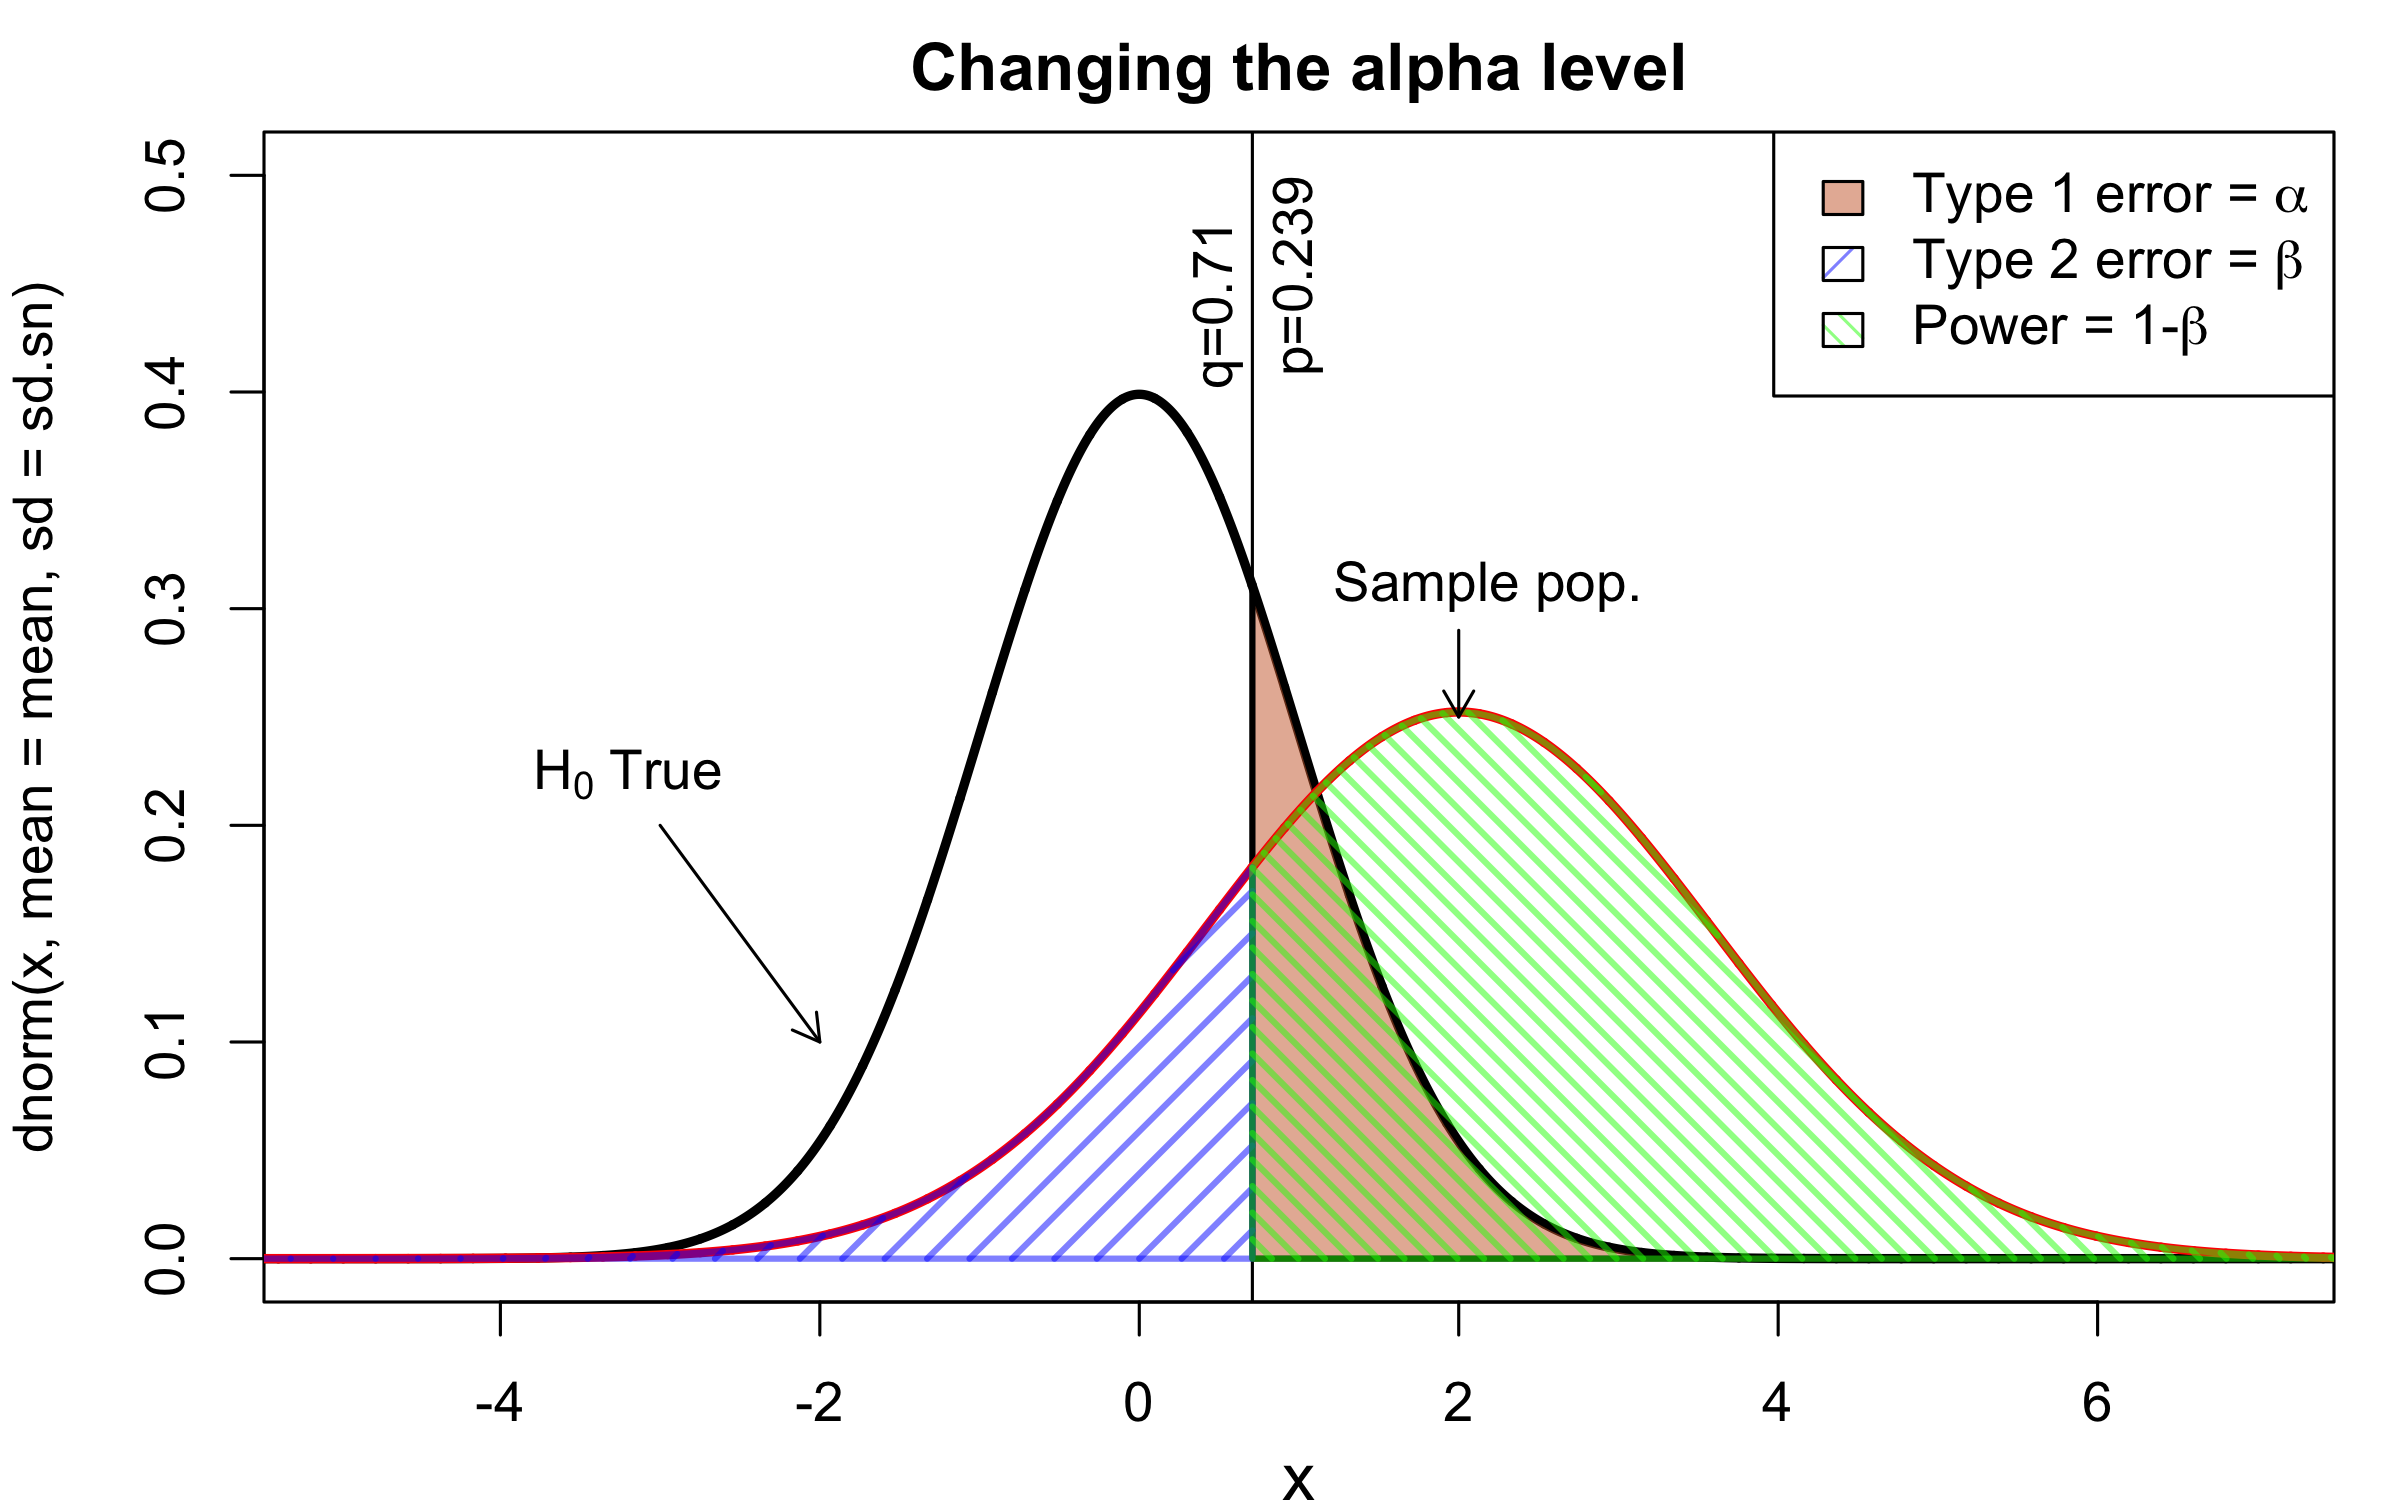 Changing the alpha level
dnorm(x, mean = mean, sd = sd.sn)
0.5
0.4
0.3
0.2
0.1
0.0
q=0.71
p=0.239
Type 1 error = α
Type 2 error = β
Power = 1-β
Sample pop.
H₀ True
-4 -2 0 2 4 6
x